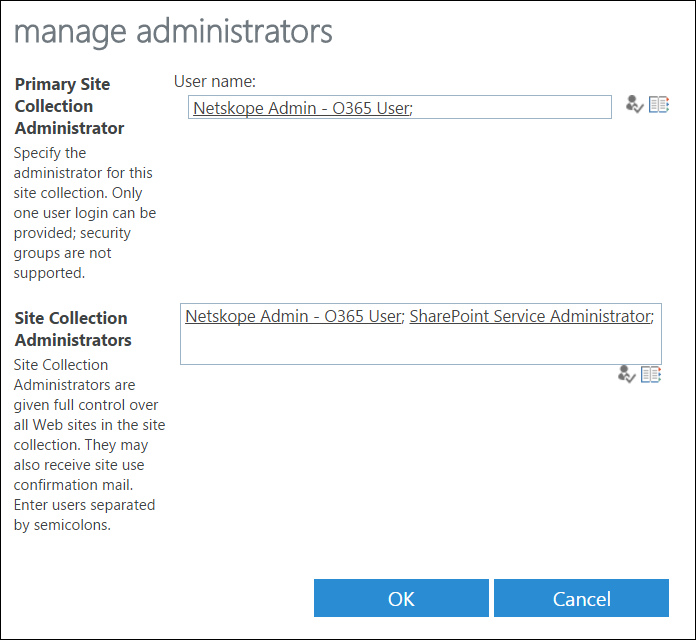 manage administrators
Primary Site
Collection
Administrator
Specify the
administrator for this
site collection. Only
one user login can be
provided; security
groups are not
supported.
User name:
Netskope Admin - O365 User;
Site Collection
Administrators
Site Collection
Administrators are
given full control over
all Web sites in the site
collection. They may
also receive site use
confirmation mail.
Enter users separated
by semicolons.
Netskope Admin - O365 User; SharePoint Service Administrator;
OK
Cancel